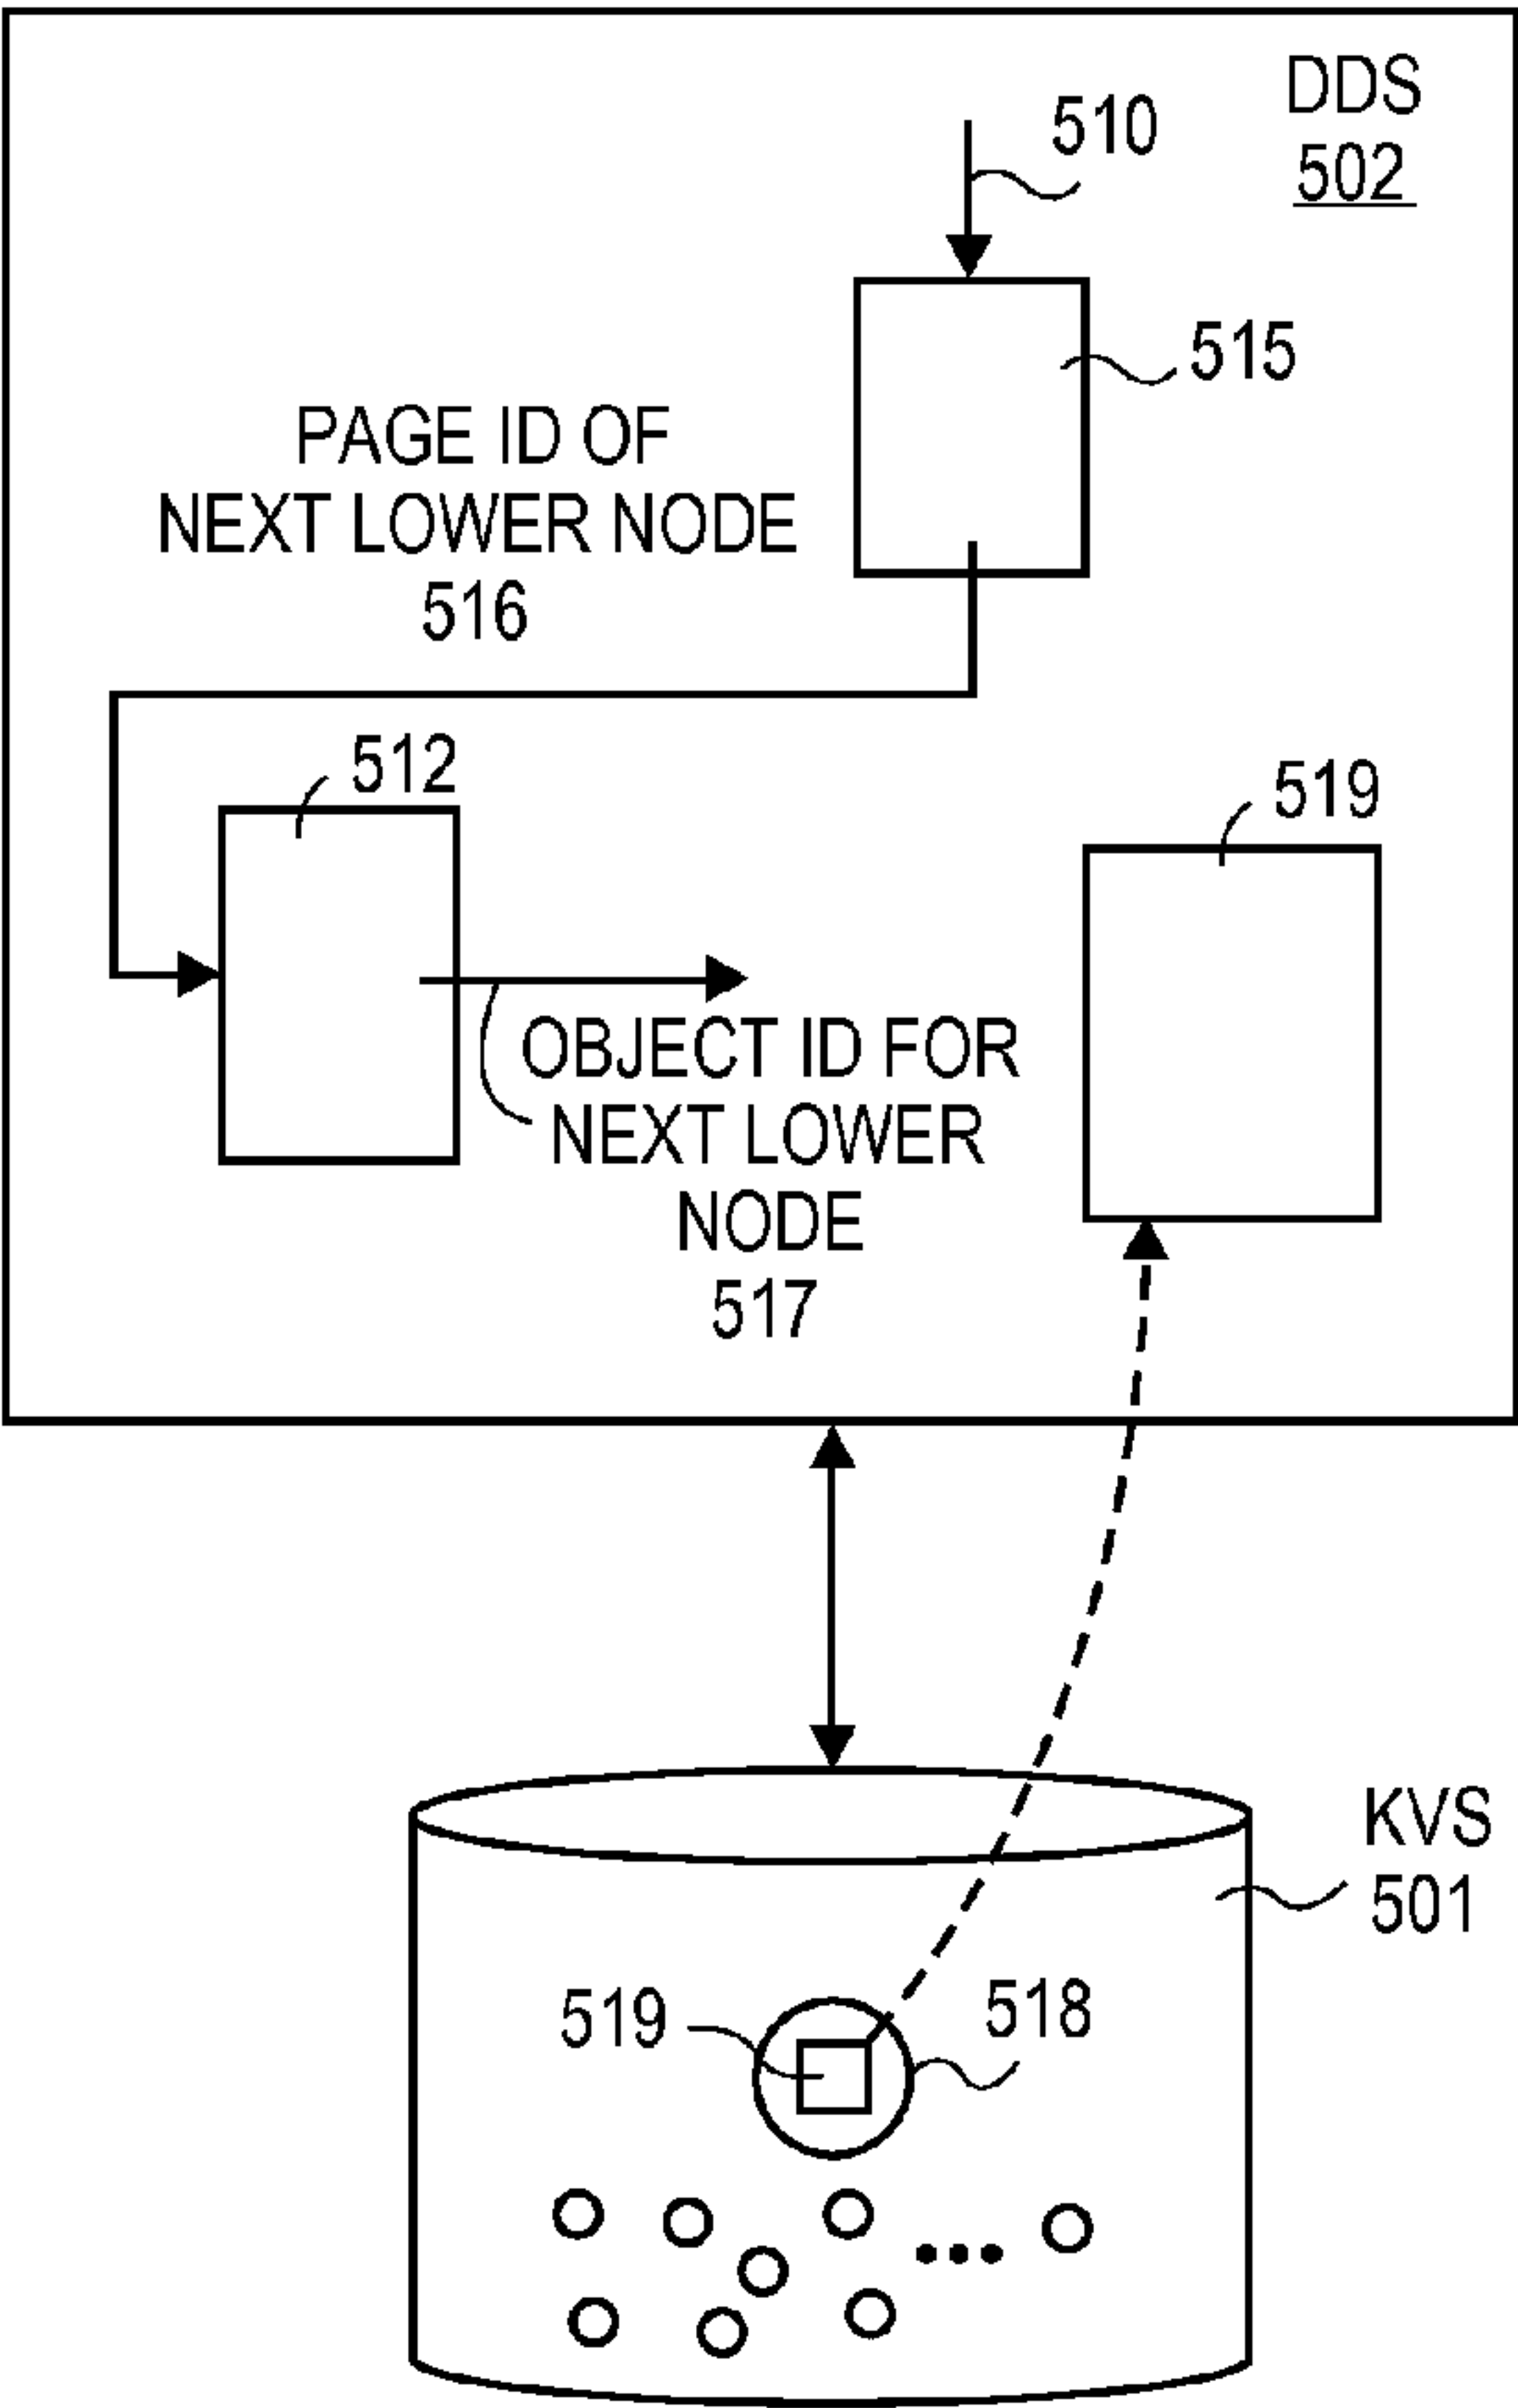 DDS
502
510
515
PAGE ID OF
NEXT LOWER NODE
516
512
519
OBJECT ID FOR
NEXT LOWER
NODE
517
KVS
501
519
518